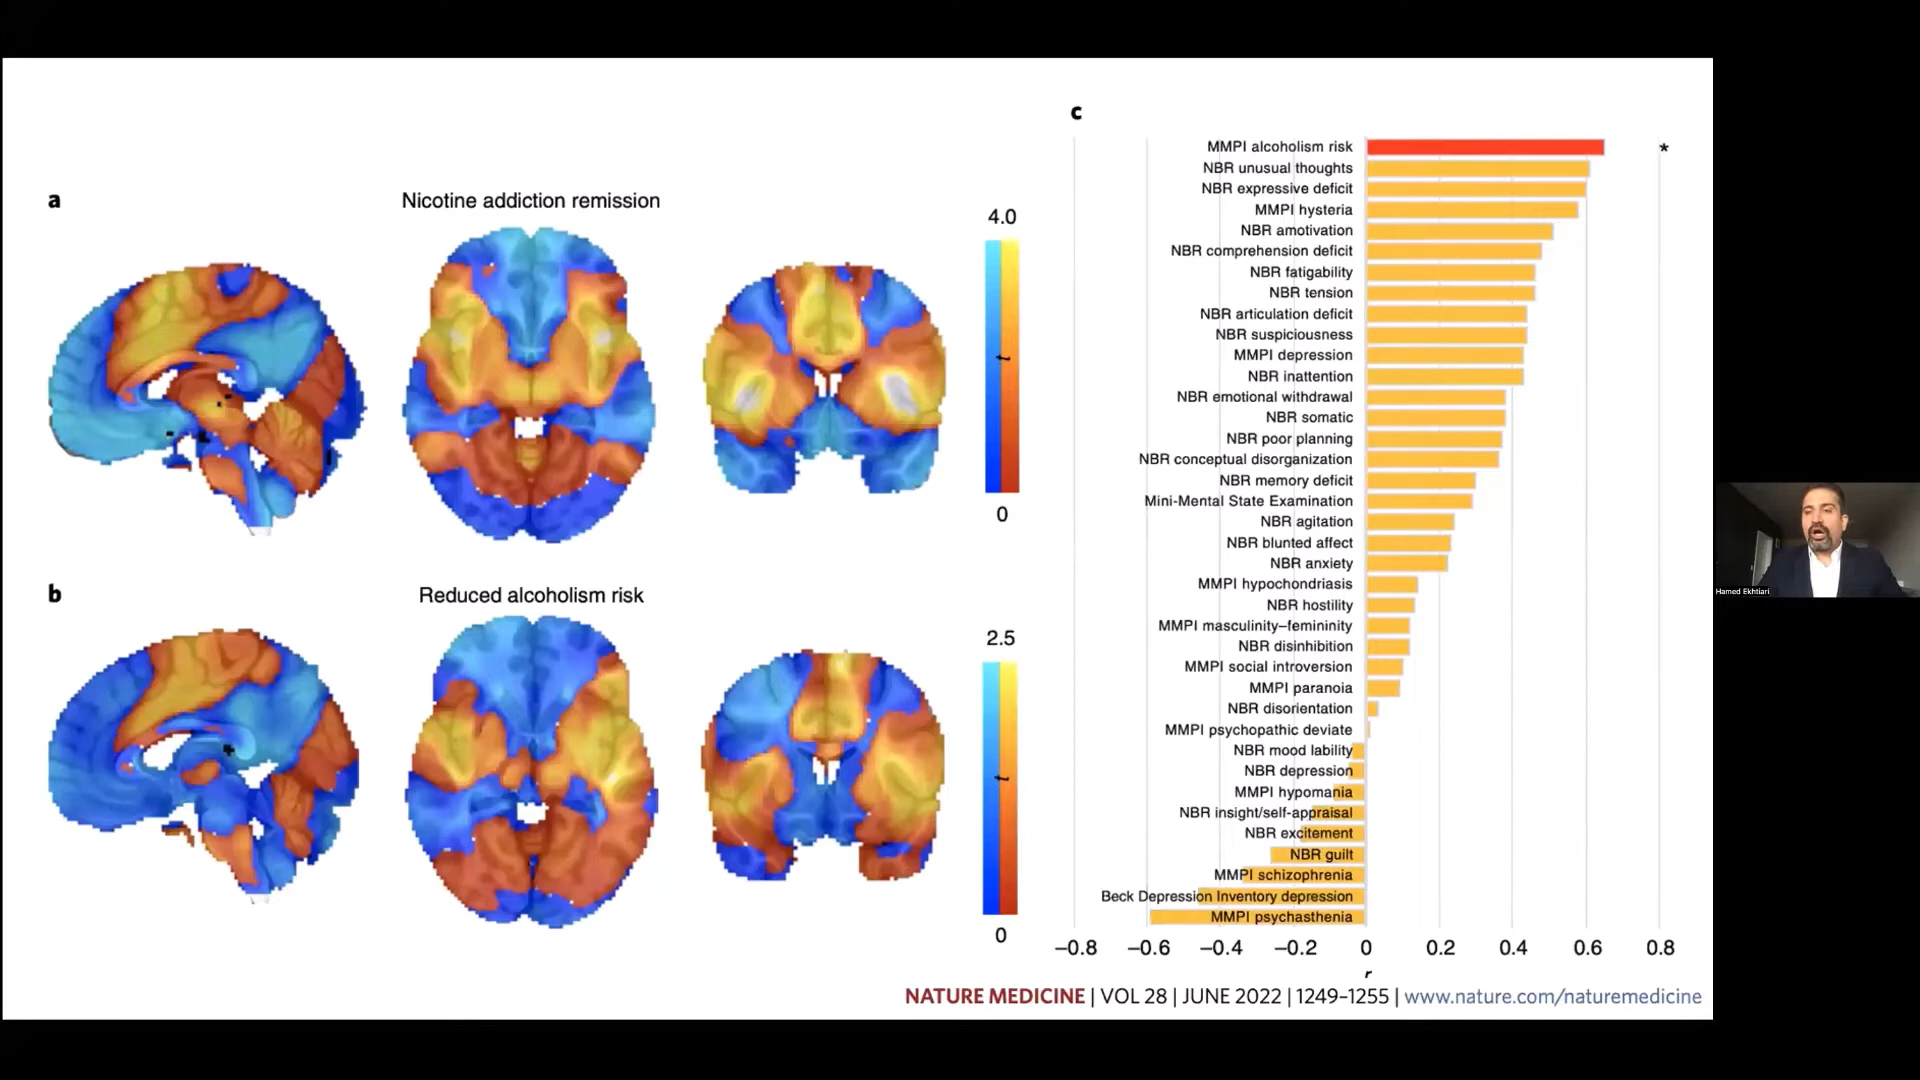 a
Nicotine addiction remission
4.0
t
0
b
Reduced alcoholism risk
2.5
t
0
c
MMPI alcoholism risk
*
NBR unusual thoughts
NBR expressive deficit
MMPI hysteria
NBR amotivation
NBR comprehension deficit
NBR fatigability
NBR tension
NBR articulation deficit
NBR suspiciousness
MMPI depression
NBR inattention
NBR emotional withdrawal
NBR somatic
NBR poor planning
NBR conceptual disorganization
NBR memory deficit
Mini-Mental State Examination
NBR agitation
NBR blunted affect
NBR anxiety
MMPI hypochondriasis
NBR hostility
MMPI masculinity–femininity
NBR disinhibition
MMPI social introversion
MMPI paranoia
NBR disorientation
MMPI psychopathic deviate
NBR mood lability
NBR depression
MMPI hypomania
NBR insight/self-appraisal
NBR excitement
NBR guilt
MMPI schizophrenia
Beck Depression Inventory depression
MMPI psychasthenia
–0.8 –0.6 –0.4 –0.2 0 0.2 0.4 0.6 0.8
r
NATURE MEDICINE | VOL 28 | JUNE 2022 | 1249–1255 | www.nature.com/naturemedicine
Hamed Ekhtiari